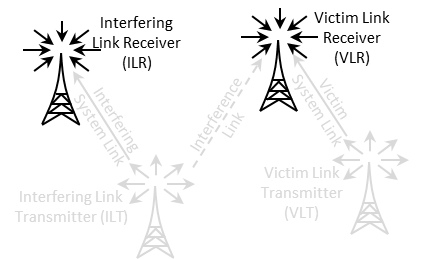 Interfering
Link Receiver
(ILR)
Victim Link
Receiver
(VLR)
Interfering
System Link
Interference
Link
Victim
System Link
Interfering Link
Transmitter (ILT)
Victim Link
Transmitter
(VLT)